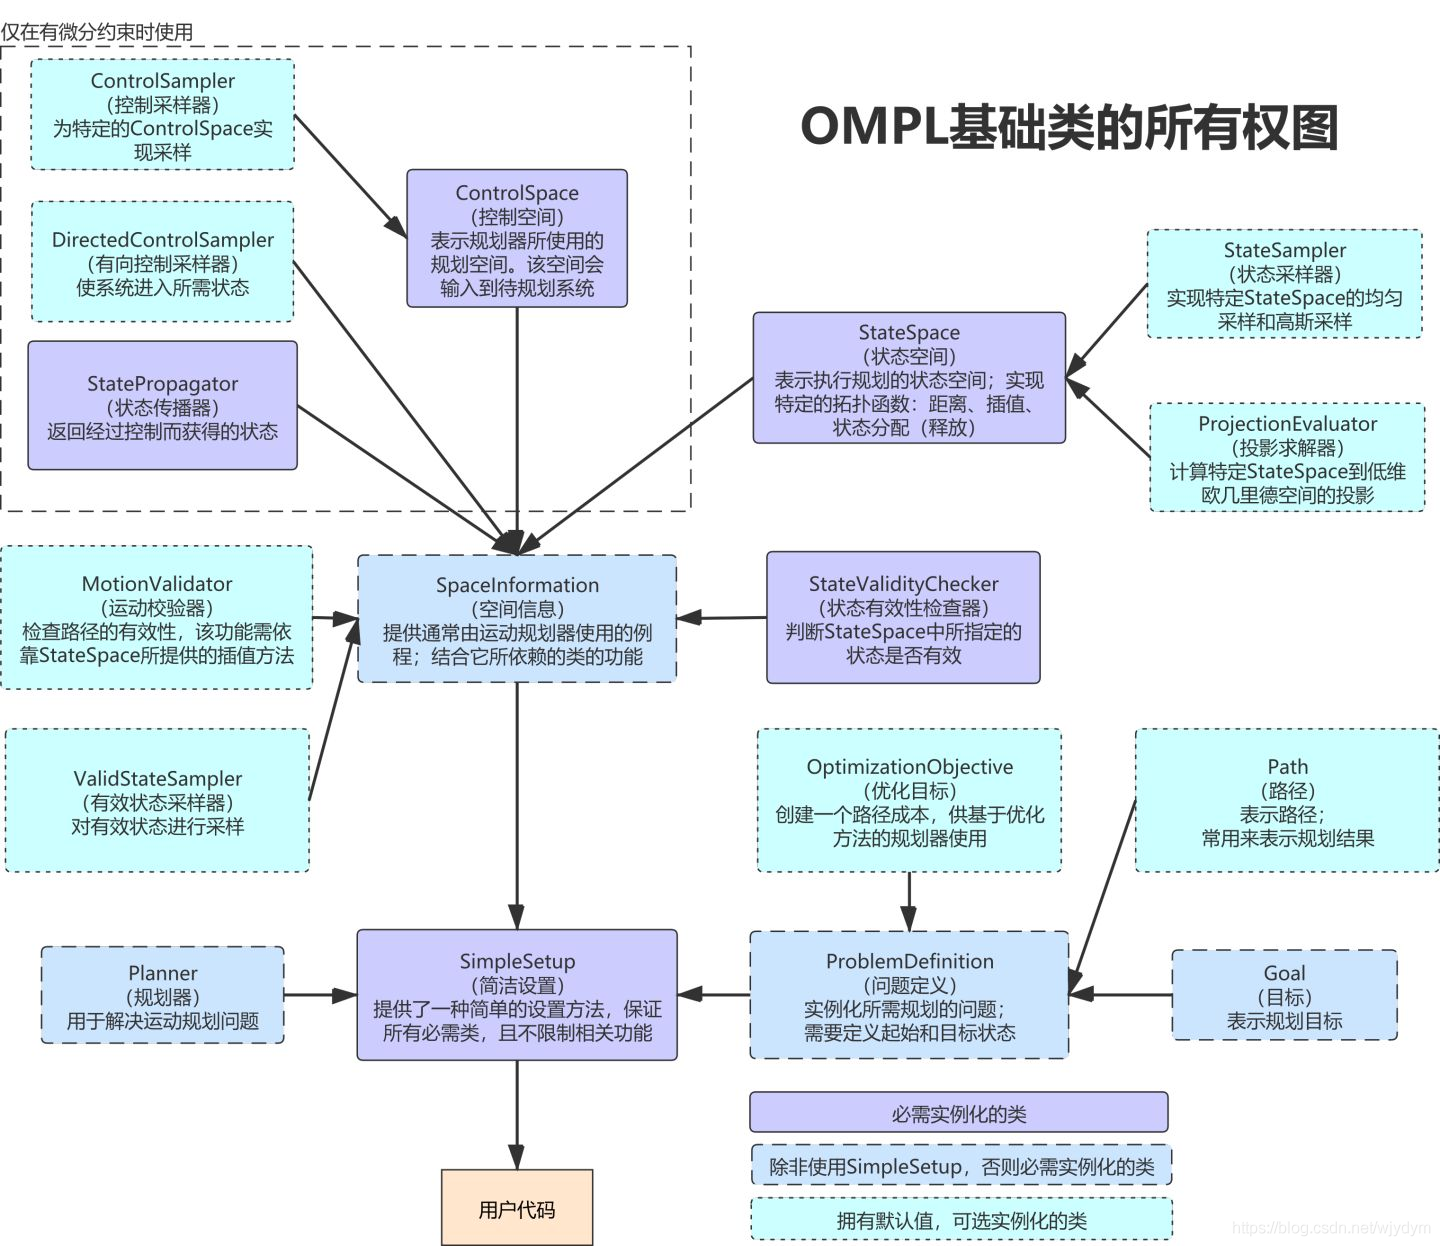 仅在有微分约束时使用
ControlSampler
（控制采样器）
为特定的ControlSpace实
现采样
OMPL基础类的所有权图
ControlSpace
（控制空间）
表示规划器所使用的
规划空间。该空间会
输入到待规划系统
DirectedControlSampler
（有向控制采样器）
使系统进入所需状态
StateSampler
（状态采样器）
实现特定StateSpace的均匀
采样和高斯采样
StateSpace
（状态空间）
表示执行规划的状态空间；实现
特定的拓扑函数：距离、插值、
状态分配（释放）
StatePropagator
（状态传播器）
返回经过控制而获得的状态
ProjectionEvaluator
（投影求解器）
计算特定StateSpace到低维
欧几里德空间的投影
MotionValidator
（运动校验器）
检查路径的有效性，该功能需依
靠StateSpace所提供的插值方法
SpaceInformation
（空间信息）
提供通常由运动规划器使用的例
程；结合它所依赖的类的功能
StateValidityChecker
（状态有效性检查器）
判断StateSpace中所指定的
状态是否有效
ValidStateSampler
（有效状态采样器）
对有效状态进行采样
OptimizationObjective
（优化目标）
创建一个路径成本，供基于优化
方法的规划器使用
Path
（路径）
表示路径；
常用来表示规划结果
Planner
（规划器）
用于解决运动规划问题
SimpleSetup
（简洁设置）
提供了一种简单的设置方法，保证
所有必需类，且不限制相关功能
ProblemDefinition
（问题定义）
实例化所需规划的问题；
需要定义起始和目标状态
Goal
（目标）
表示规划目标
必需实例化的类
除非使用SimpleSetup，否则必需实例化的类
拥有默认值，可选实例化的类
用户代码
https://blog.csdn.net/wjydym